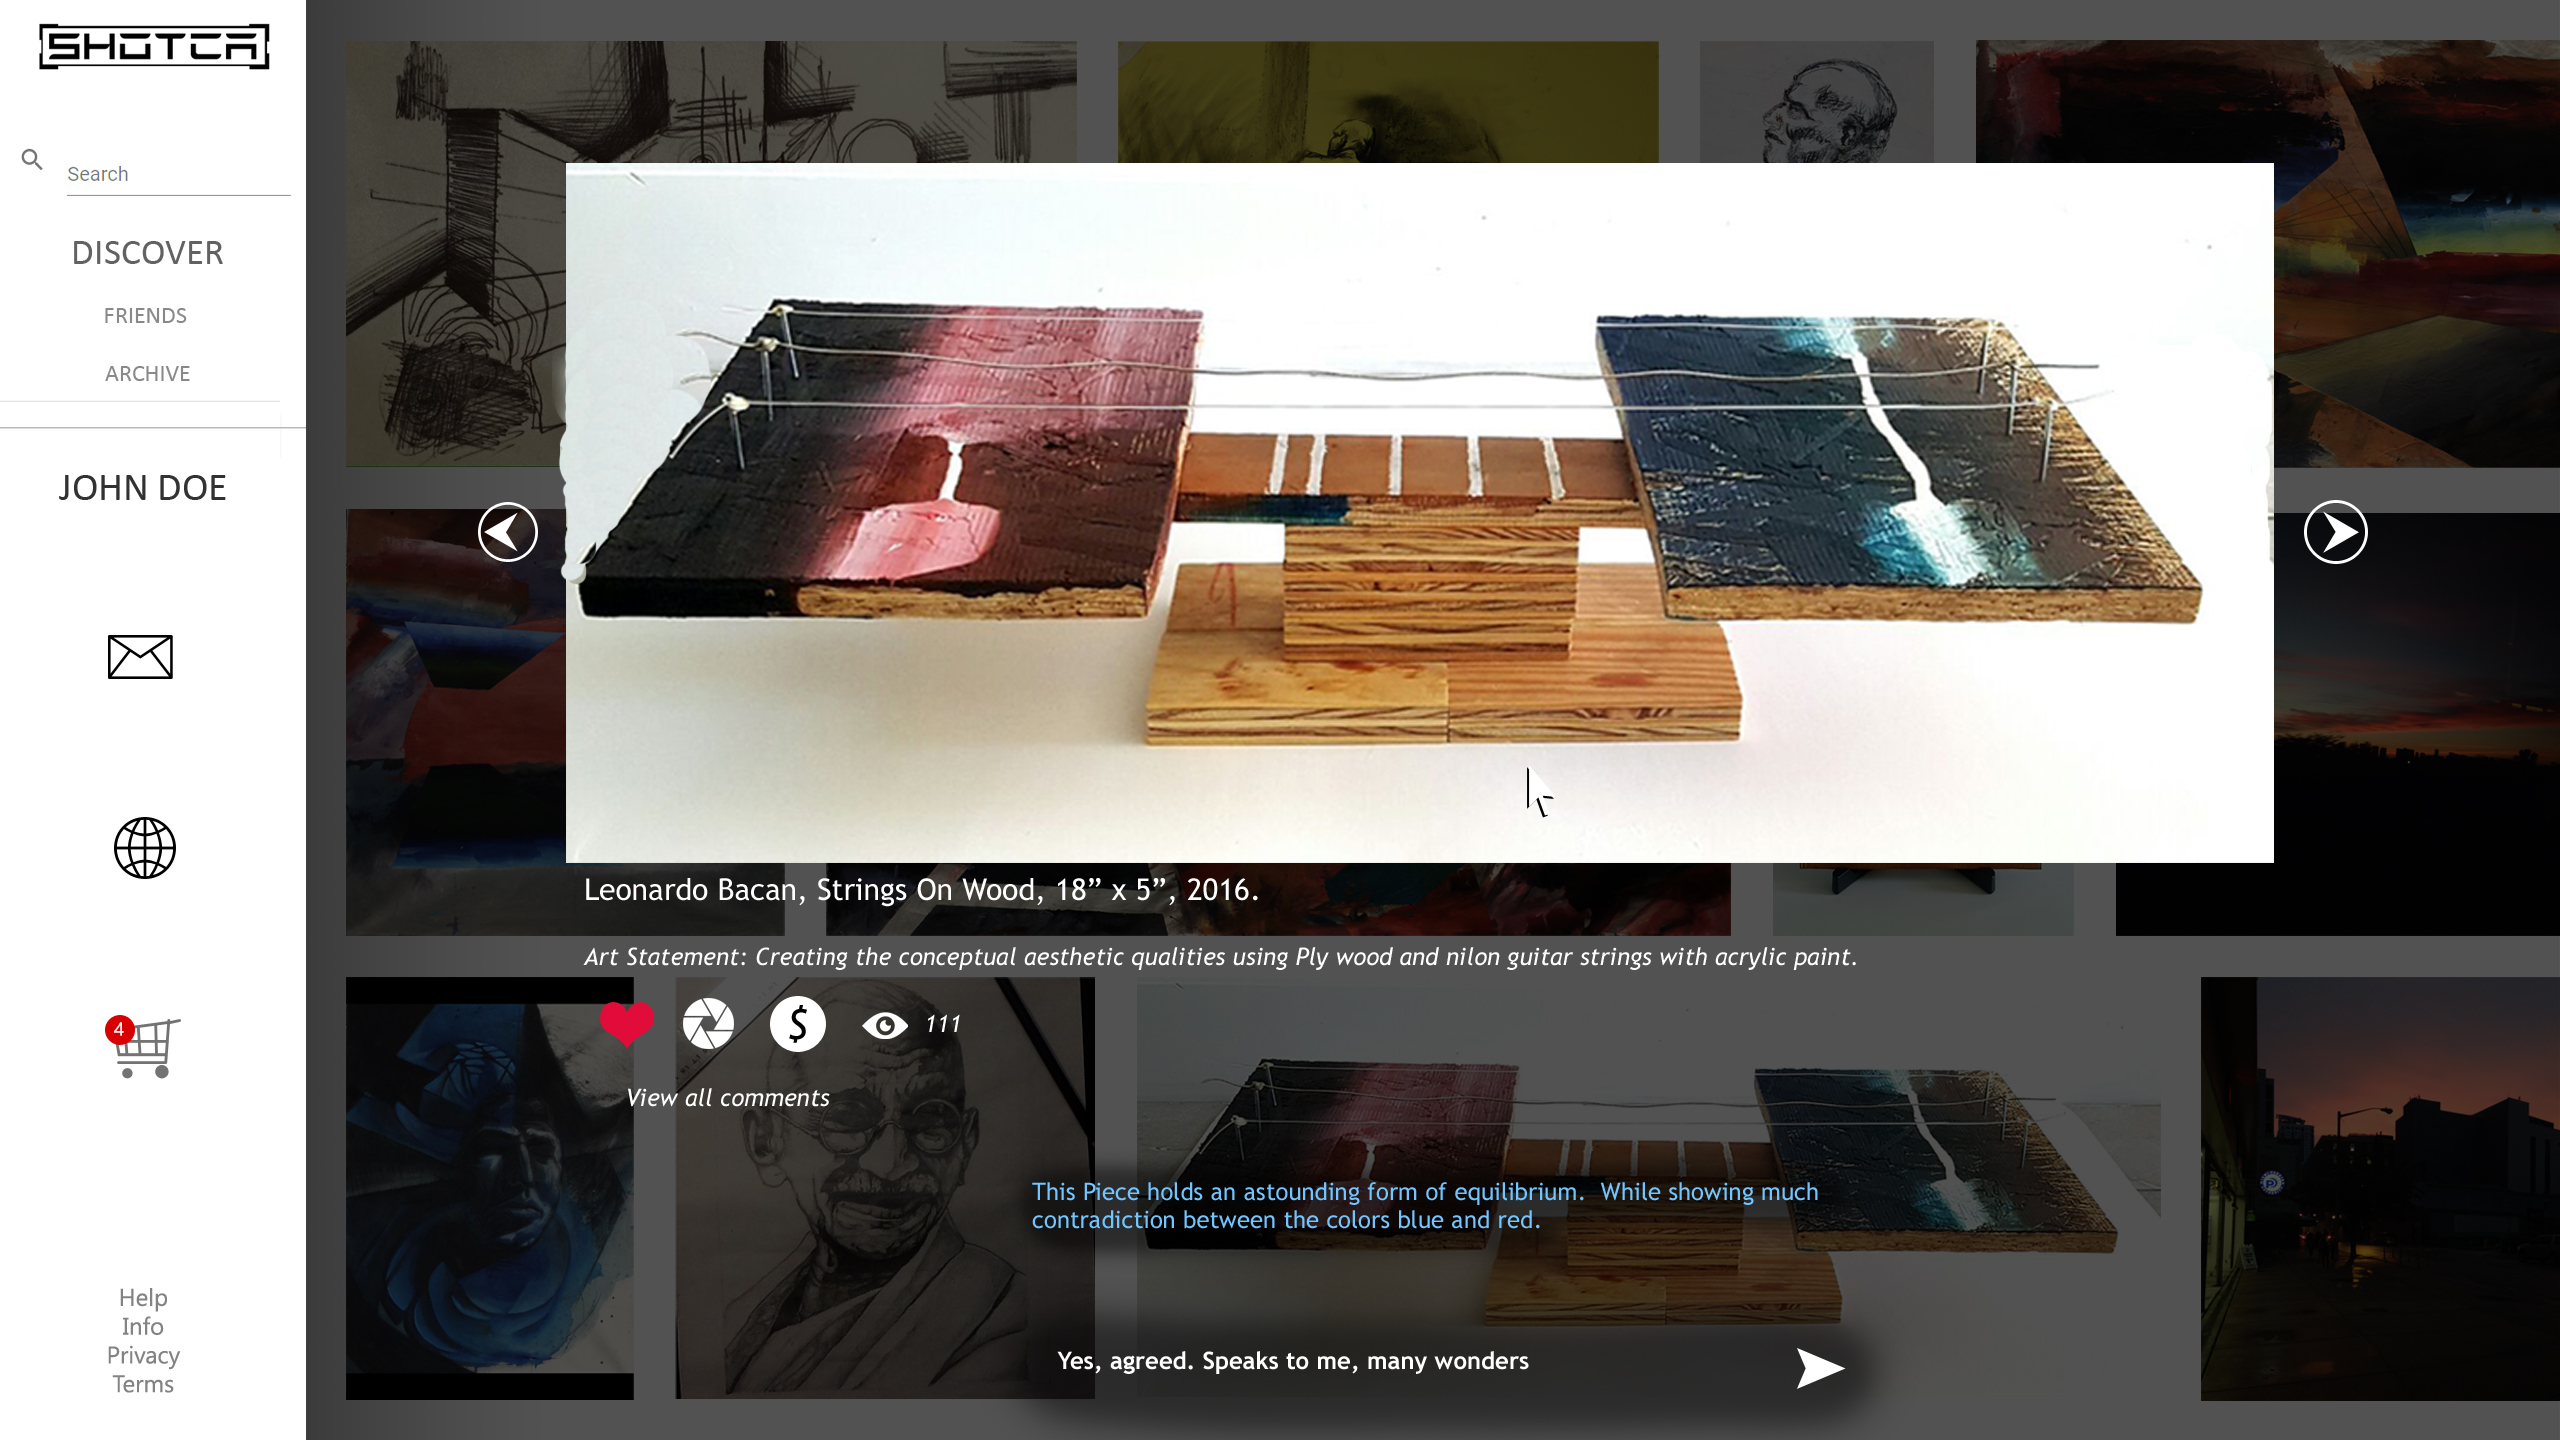 SHOTCA
Search
DISCOVER
FRIENDS
ARCHIVE
JOHN DOE
4
Help
Info
Privacy
Terms
Leonardo Bacan, Strings On Wood, 18” x 5”, 2016.
Art Statement: Creating the conceptual aesthetic qualities using Ply wood and nilon guitar strings with acrylic paint.
$
111
View all comments
This Piece holds an astounding form of equilibrium.  While showing much
contradiction between the colors blue and red.
Yes, agreed. Speaks to me, many wonders